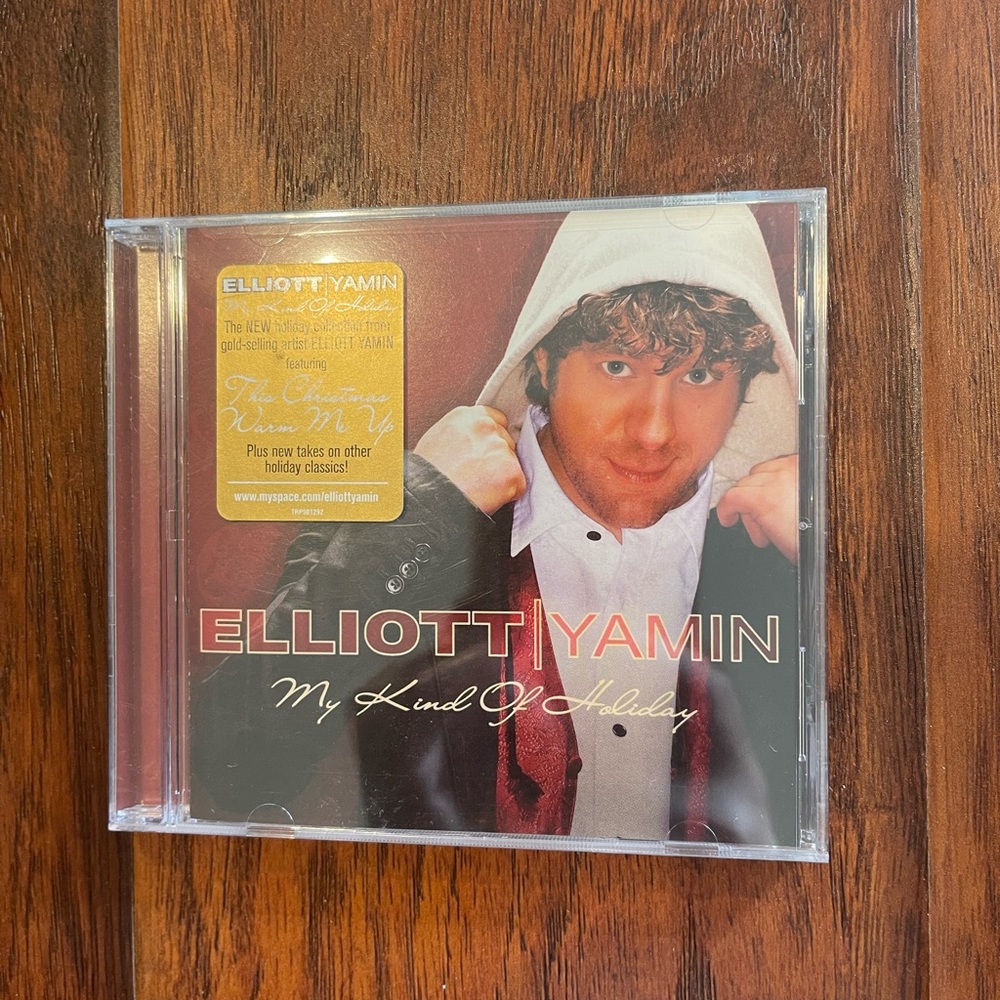 ELLIOTT|YAMIN
My Kind Of Holiday
The NEW holiday collection from
gold-selling artist ELLIOTT YAMIN
featuring
This Christmas
Warm Me Up
Plus new takes on other
holiday classics!
www.myspace.com/elliottyamin
TRPS81292
ELLIOTT|YAMIN
My Kind Of Holiday